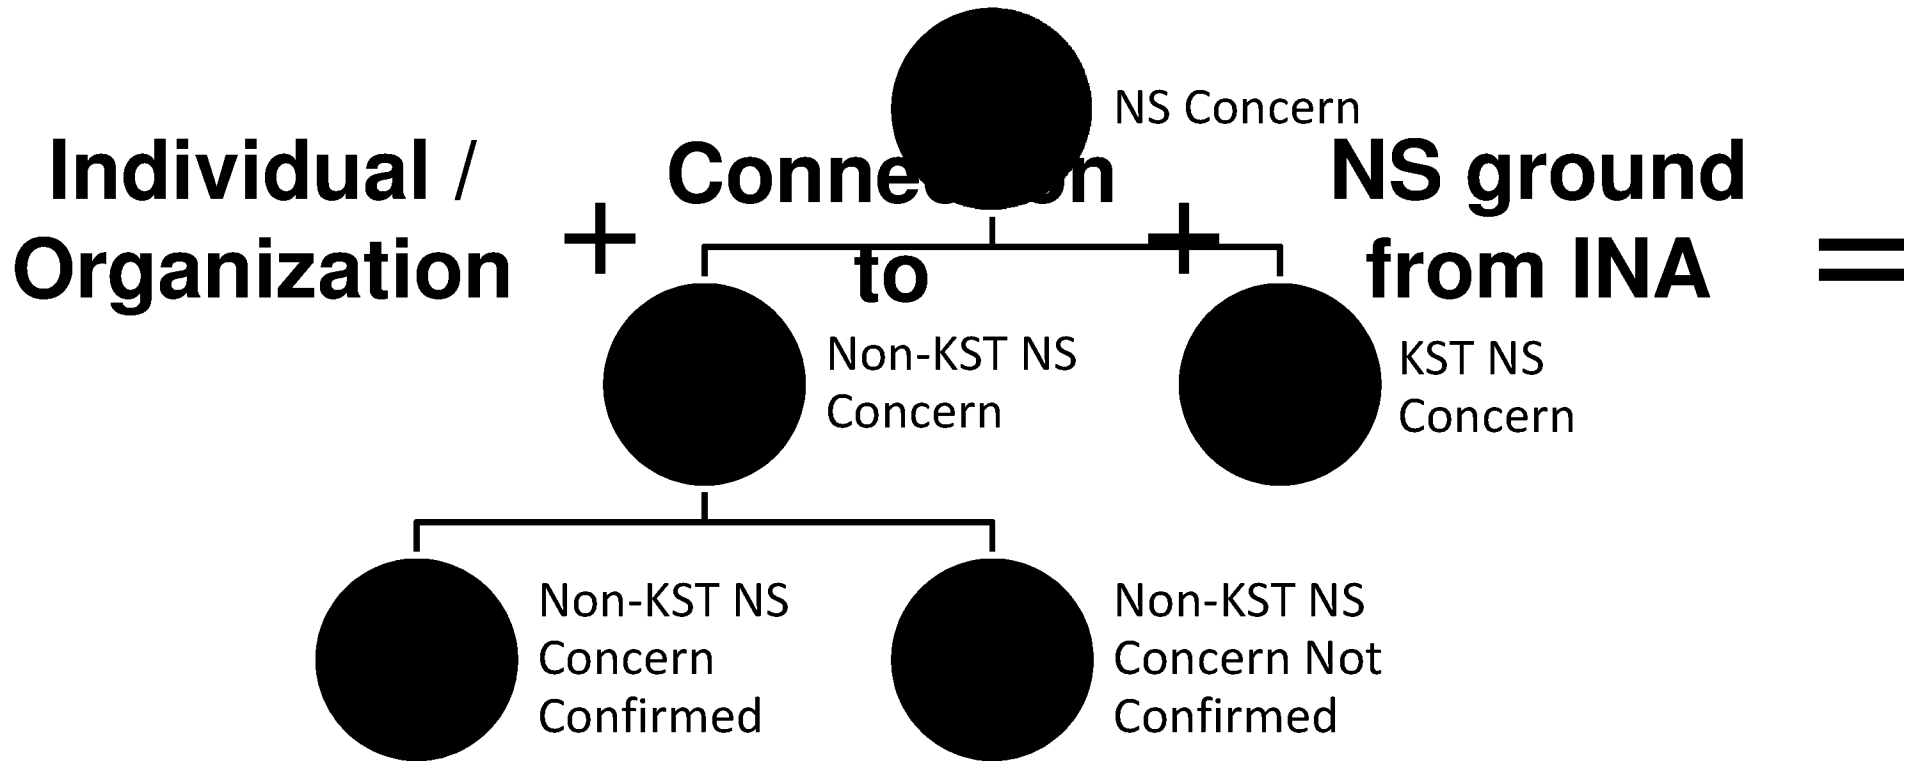 NS Concern
Individual /
Organization
+
to
+
NS ground
from INA
=
Non-KST NS
Concern
KST NS
Concern
Non-KST NS
Concern
Confirmed
Non-KST NS
Concern Not
Confirmed